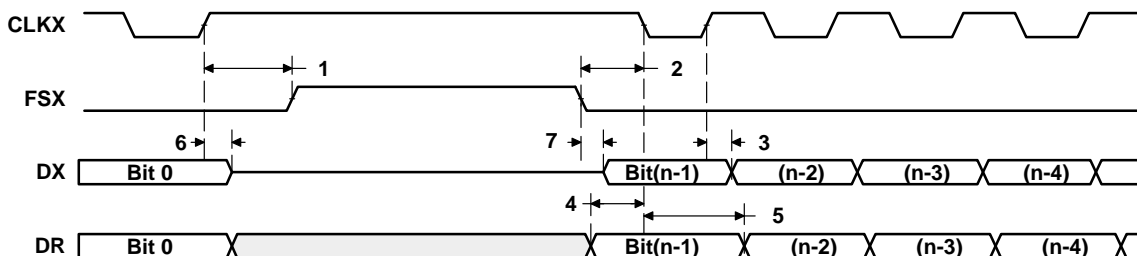 CLKX
1 2
FSX
6 7 3
DX Bit 0 Bit(n-1) (n-2) (n-3) (n-4)
4 5
DR Bit 0 Bit(n-1) (n-2) (n-3) (n-4)